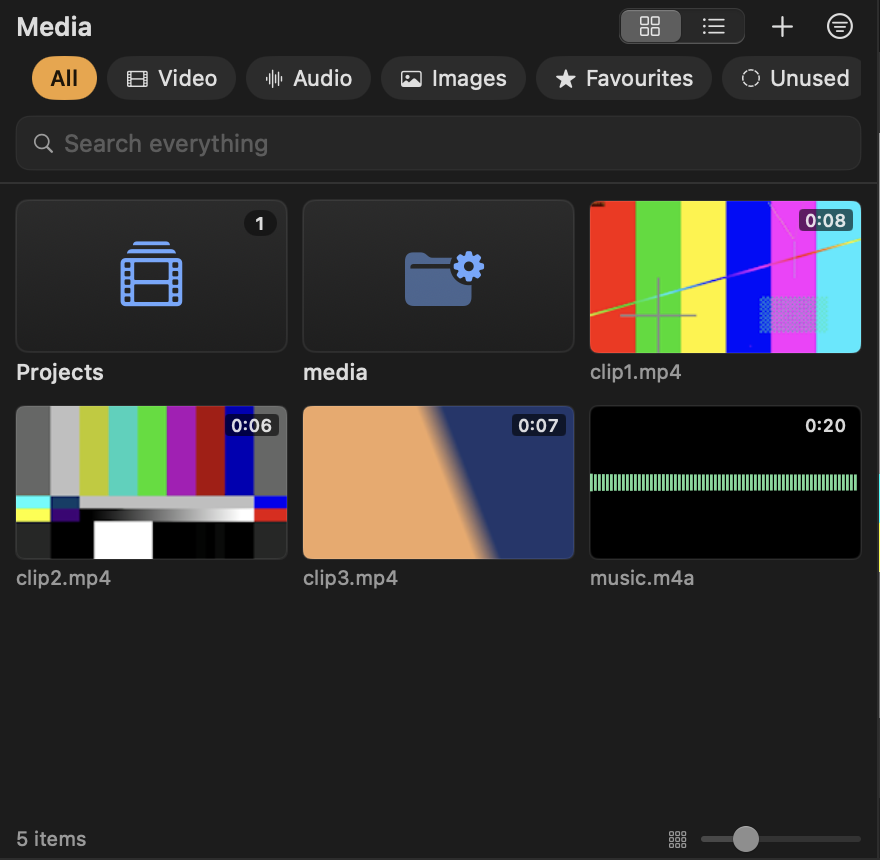 Media
All
Video
Audio
Images
Favourites
Unused
Search everything
1
0:08
Projects
media
clip1.mp4
0:06
0:07
0:20
clip2.mp4
clip3.mp4
music.m4a
5 items